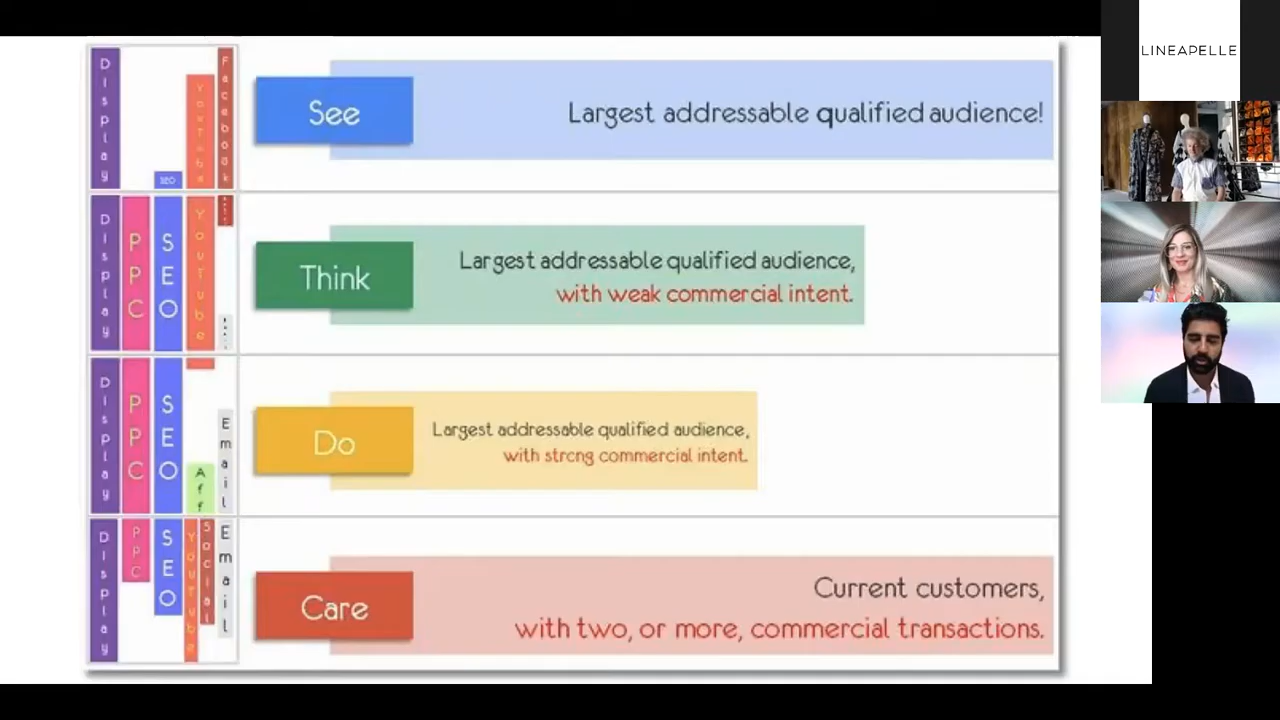 Display
SEO
YouTube
Facebook
See
Largest addressable qualified audience!
LINEAPELLE
Display
PPC
SEO
YouTube
Think
Largest addressable qualified audience,
with weak commercial intent.
Display
PPC
SEO
Aff
Email
Do
Largest addressable qualified audience,
with strong commercial intent.
Display
PPC
SEO
YouTube
Social
Email
Care
Current customers,
with two, or more, commercial transactions.